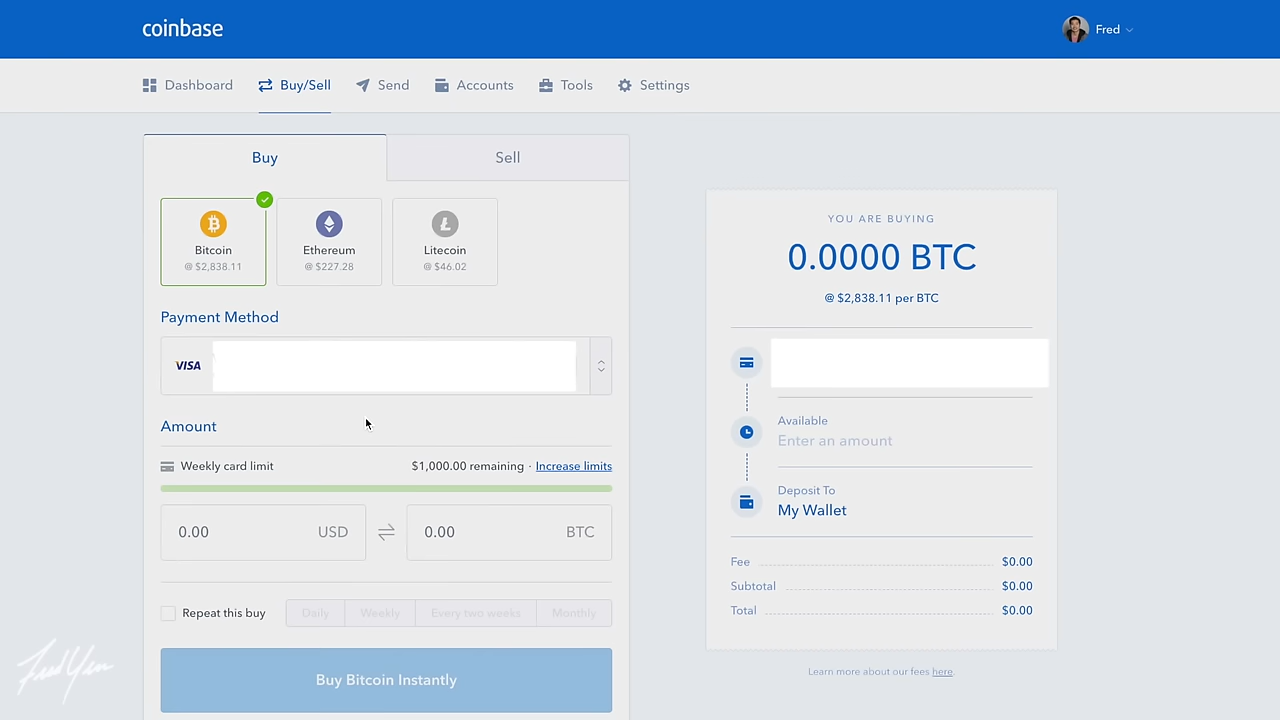 coinbase
Fred
Dashboard
Buy/Sell
Send
Accounts
Tools
Settings
Buy
Sell
Bitcoin
@ $2,838.11
Ethereum
@ $227.28
Litecoin
@ $46.02
Payment Method
VISA
Amount
Weekly card limit
$1,000.00 remaining · Increase limits
0.00 USD
0.00 BTC
Repeat this buy
Daily
Weekly
Every two weeks
Monthly
Buy Bitcoin Instantly
YOU ARE BUYING
0.0000 BTC
@ $2,838.11 per BTC
Available
Enter an amount
Deposit To
My Wallet
Fee $0.00
Subtotal $0.00
Total $0.00
Learn more about our fees here.